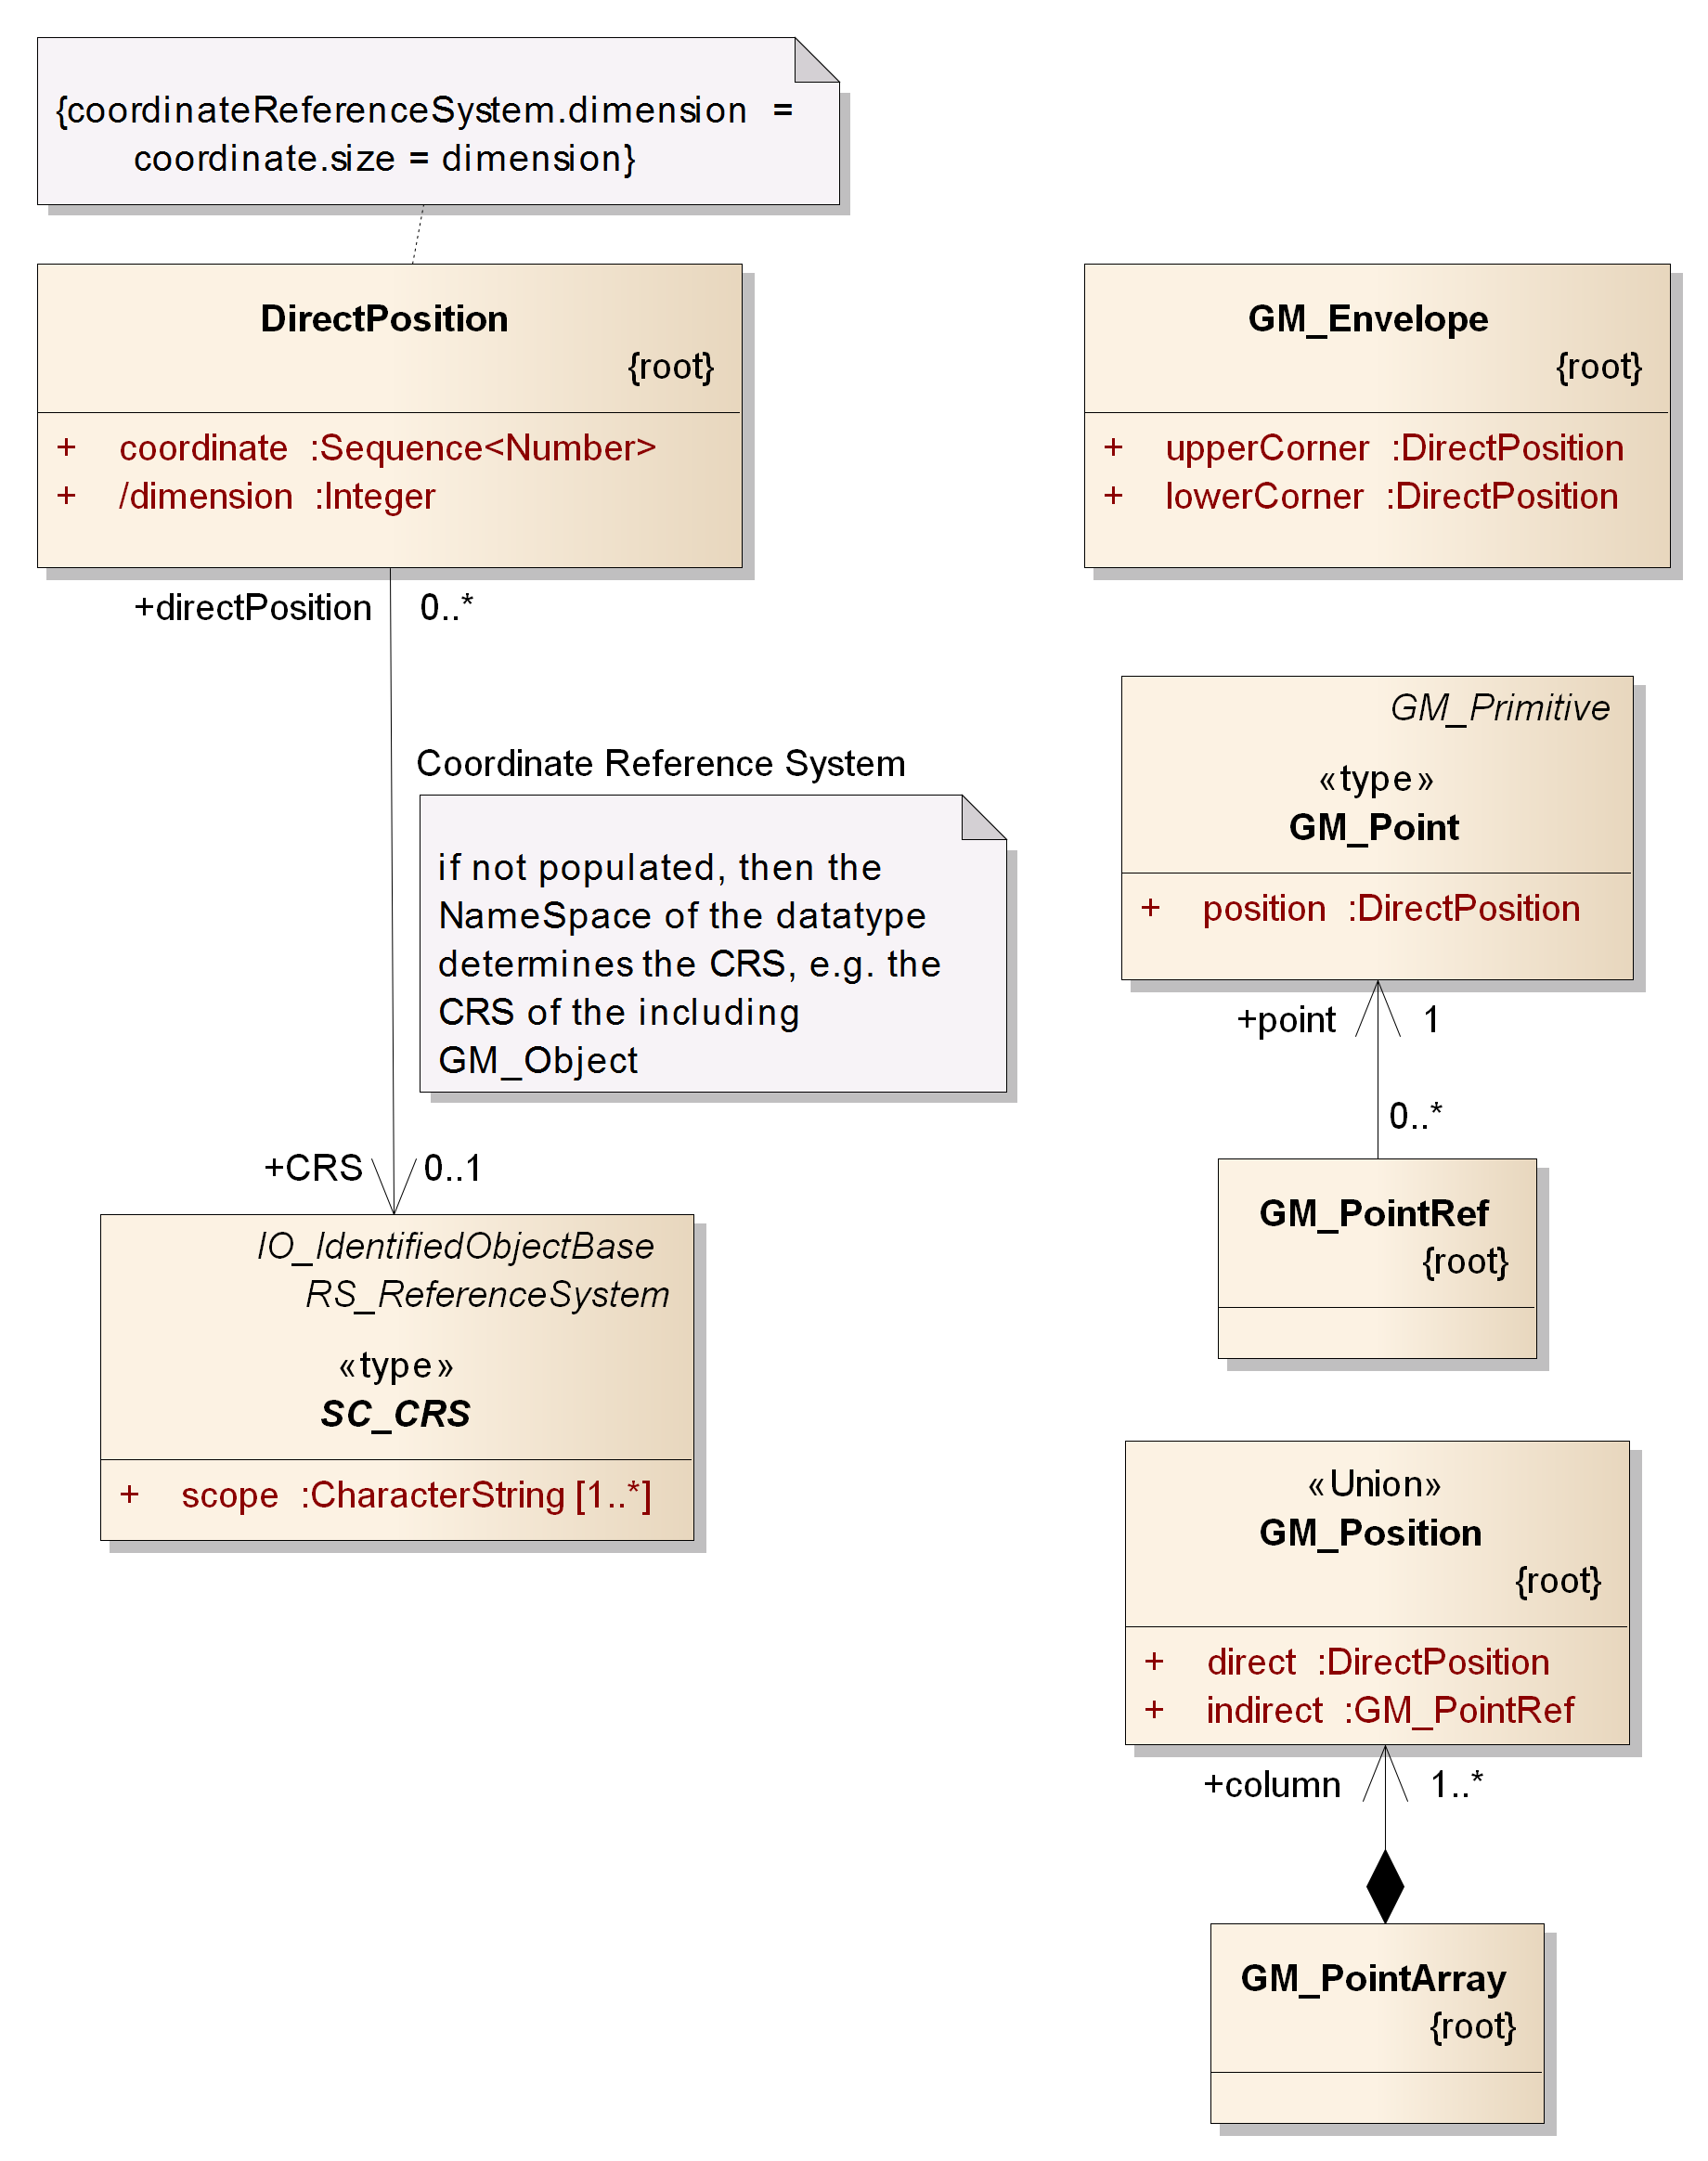 {coordinateReferenceSystem.dimension =
coordinate.size = dimension}
DirectPosition
{root}
+ coordinate :Sequence<Number>
+ /dimension :Integer
+directPosition 0..*
Coordinate Reference System
if not populated, then the
NameSpace of the datatype
determines the CRS, e.g. the
CRS of the including
GM_Object
+CRS 0..1
IO_IdentifiedObjectBase
RS_ReferenceSystem
«type»
SC_CRS
+ scope :CharacterString [1..*]
GM_Envelope
{root}
+ upperCorner :DirectPosition
+ lowerCorner :DirectPosition
GM_Primitive
«type»
GM_Point
+ position :DirectPosition
+point 1
0..*
GM_PointRef
{root}
«Union»
GM_Position
{root}
+ direct :DirectPosition
+ indirect :GM_PointRef
+column 1..*
GM_PointArray
{root}